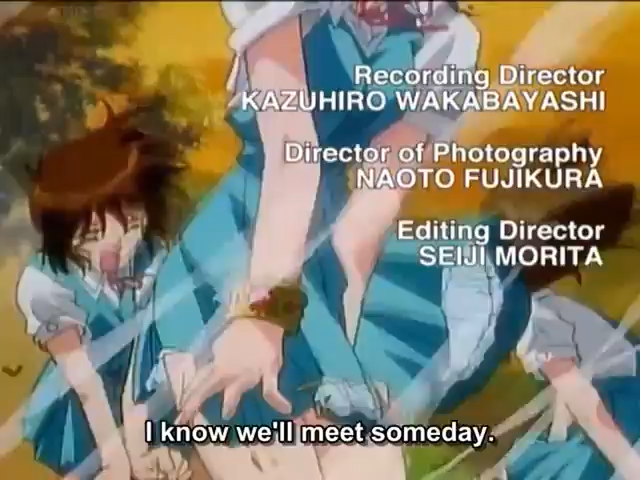 Recording Director
KAZUHIRO WAKABAYASHI
Director of Photography
NAOTO FUJIKURA
Editing Director
SEIJI MORITA
I know we'll meet someday.